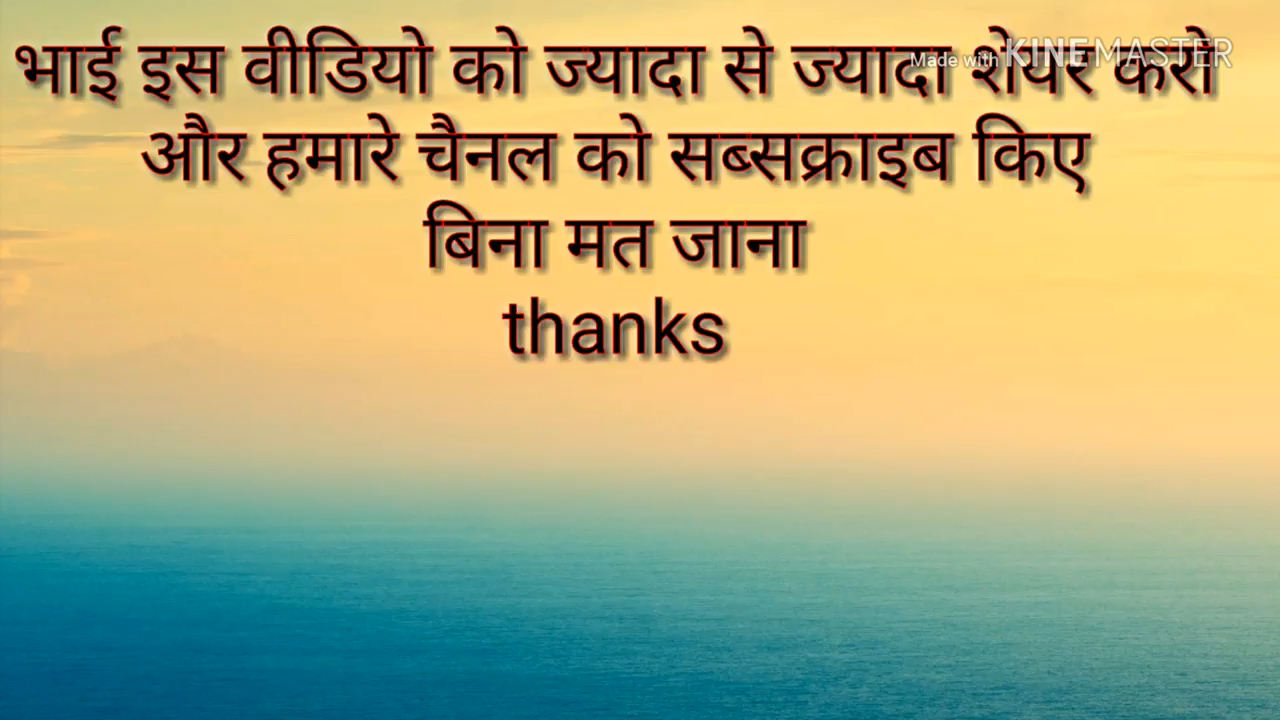 भाई इस वीडियो को ज्यादा से ज्यादा शेयर करो
Made with KINEMASTER
और हमारे चैनल को सब्सक्राइब किए
बिना मत जाना
thanks